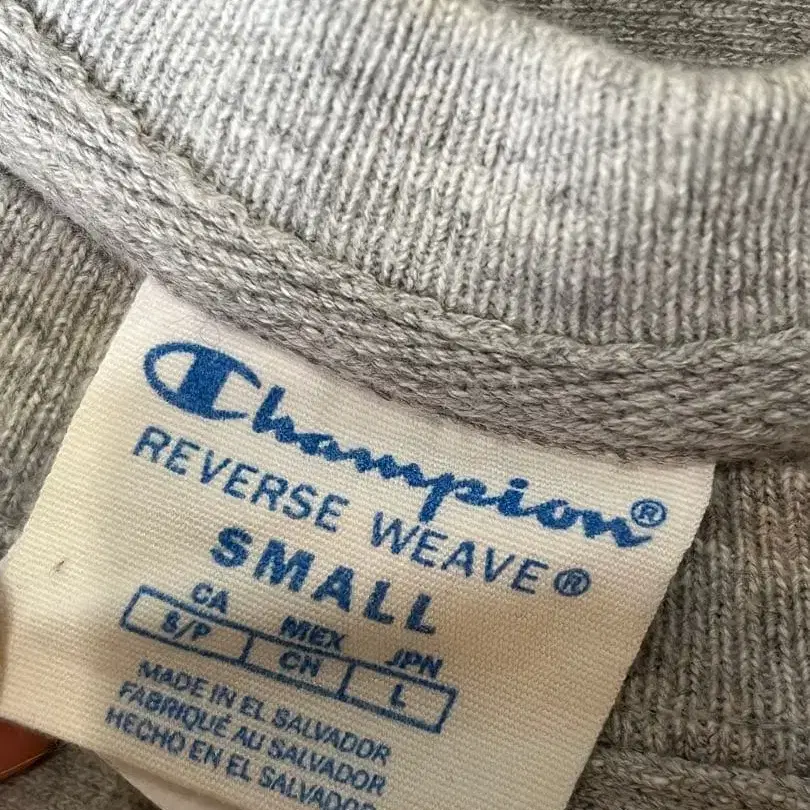 Champion®
REVERSE WEAVE®
SMALL
CA MEX JPN
S/P CH L
MADE IN EL SALVADOR
FABRIQUÉ AU SALVADOR
HECHO EN EL SALVADOR